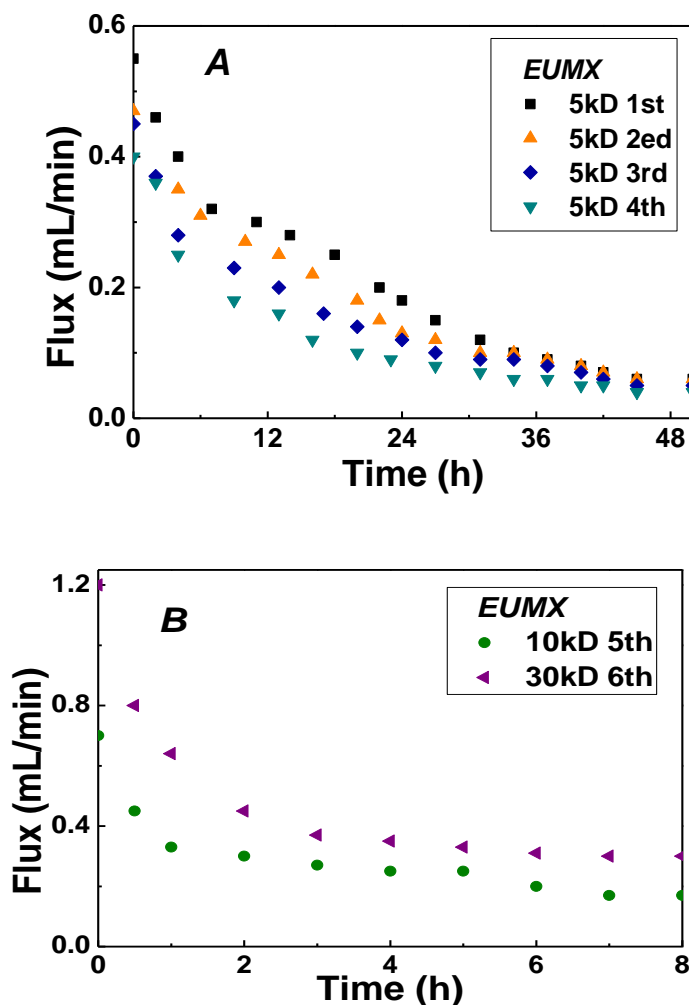 A
EUMX
5kD 1st
5kD 2ed
5kD 3rd
5kD 4th
Flux (mL/min)
0.6
0.4
0.2
0.0
0 12 24 36 48
Time (h)
B
EUMX
10kD 5th
30kD 6th
Flux (mL/min)
1.2
0.8
0.4
0.0
0 2 4 6 8
Time (h)